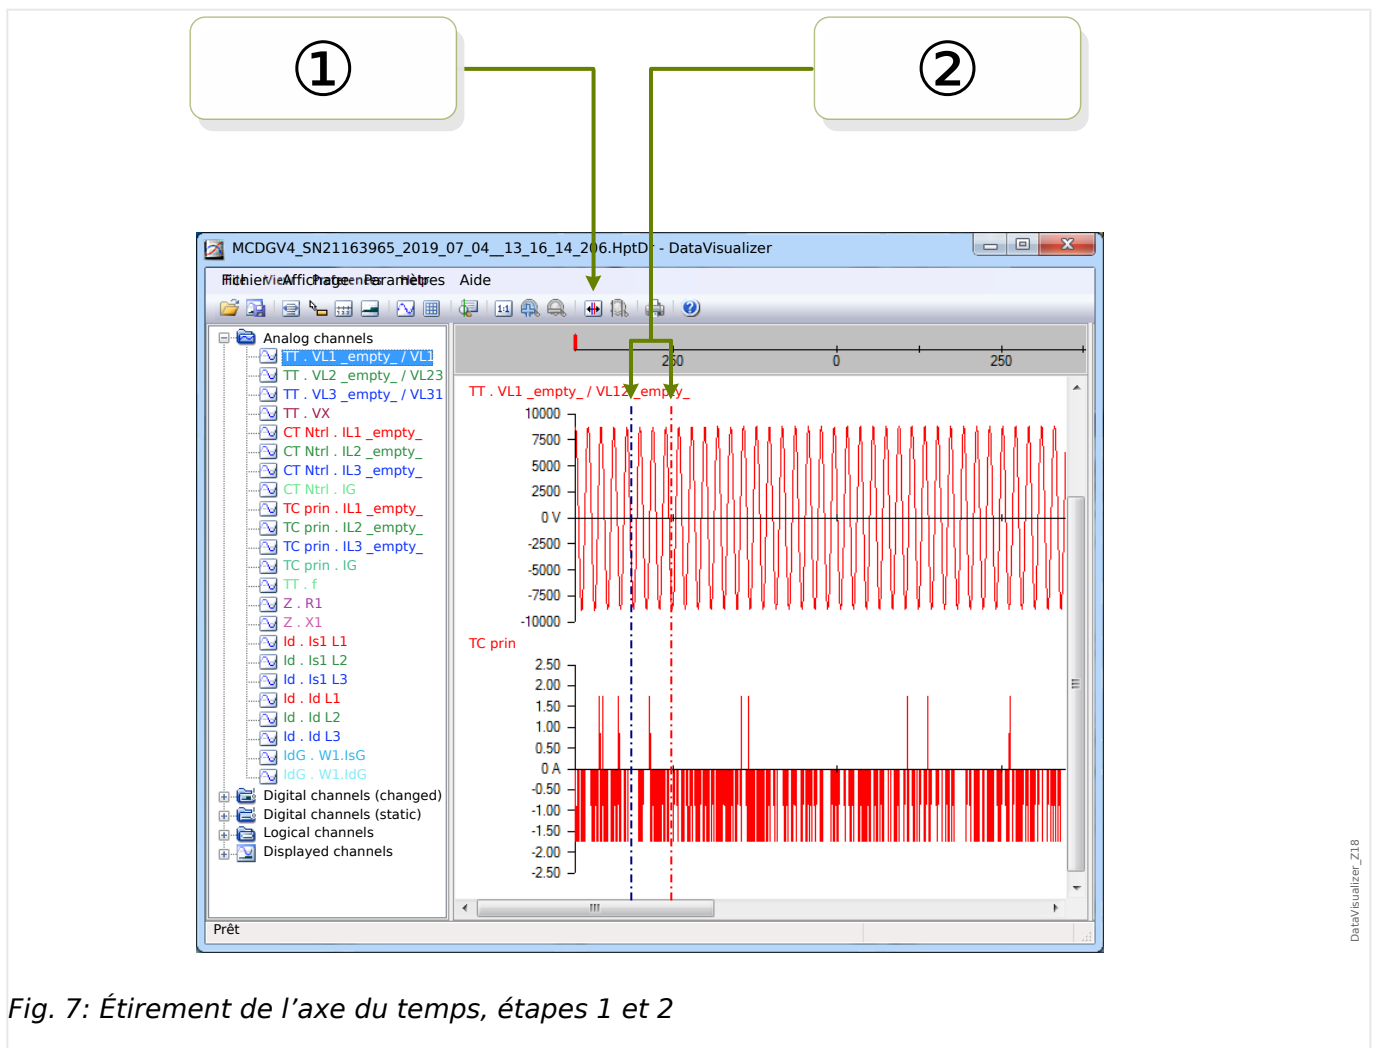 ① ②
MCDGV4_SN21163965_2019_07_04__13_16_14_206.HptDr - DataVisualizer
Fichier Affichage Paramètres Aide
1:1
Analog channels
TT . VL1 _empty_ / VL1
TT . VL2 _empty_ / VL23
TT . VL3 _empty_ / VL31
TT . VX
CT Ntrl . IL1 _empty_
CT Ntrl . IL2 _empty_
CT Ntrl . IL3 _empty_
CT Ntrl . IG
TC prin . IL1 _empty_
TC prin . IL2 _empty_
TC prin . IL3 _empty_
TC prin . IG
TT . f
Z . R1
Z . X1
Id . Is1 L1
Id . Is1 L2
Id . Is1 L3
Id . Id L1
Id . Id L2
Id . Id L3
IdG . W1.IsG
IdG . W1.IdG
Digital channels (changed)
Digital channels (static)
Logical channels
Displayed channels
250 0 250
TT . VL1 _empty_ / VL12 _empty_
10000
7500
5000
2500
0 V
-2500
-5000
-7500
-10000
TC prin
2.50
2.00
1.50
1.00
0.50
0 A
-0.50
-1.00
-1.50
-2.00
-2.50
Prêt
DataVisualizer_Z18
Fig. 7: Étirement de l’axe du temps, étapes 1 et 2